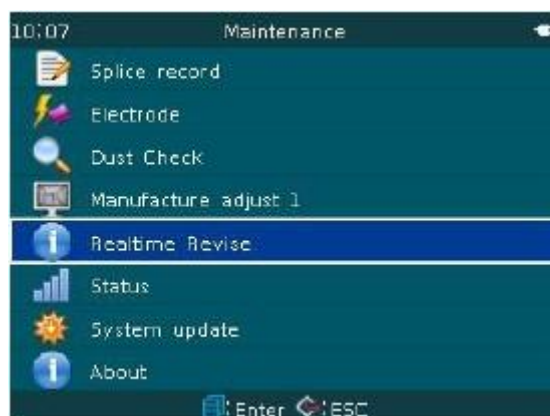 10:07 Maintenance
Splice record
Electrode
Dust Check
Manufacture adjust 1
Realtime Revise
Status
System update
About
:Enter :ESC